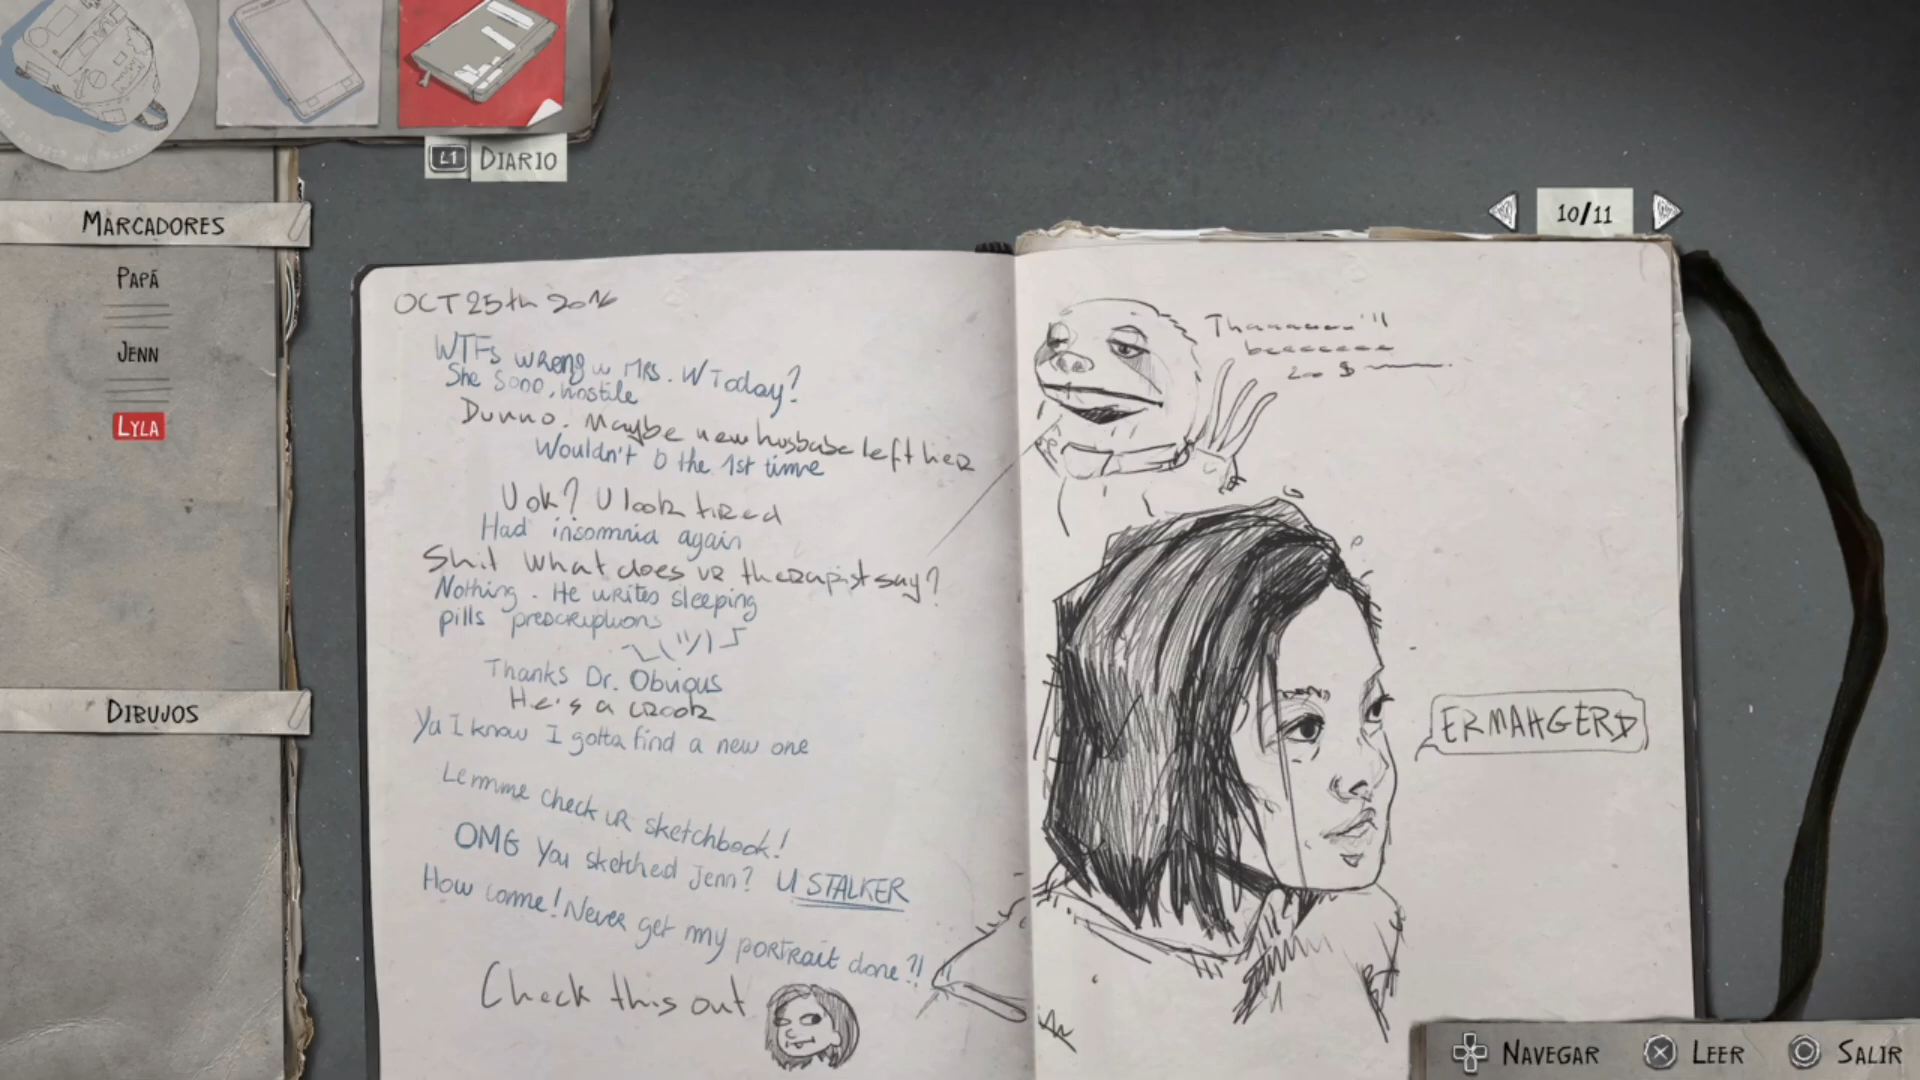 L1 DIARIO
MARCADORES
PAPÁ
JENN
LYLA
DIBUJOS
10/11
OCT 25th 2016
WTFs wrong w MRS. W Today?
She sooo, hostile
Dunno. Maybe new husbabe left her
Wouldn't b the 1st time
U ok? U look tired
Had insomnia again
Shit What does ur therapist say?
Nothing. He writes sleeping
pills prescriptions
¯\_(ツ)_/¯
Thanks Dr. Obvious
He's a crook
Ya I know I gotta find a new one
Lemme check uR sketchbook!
OMG You sketched Jenn? U STALKER
How come! Never get my portrait done?!
Check this out
ERMAHGERD
NAVEGAR
LEER
SALIR